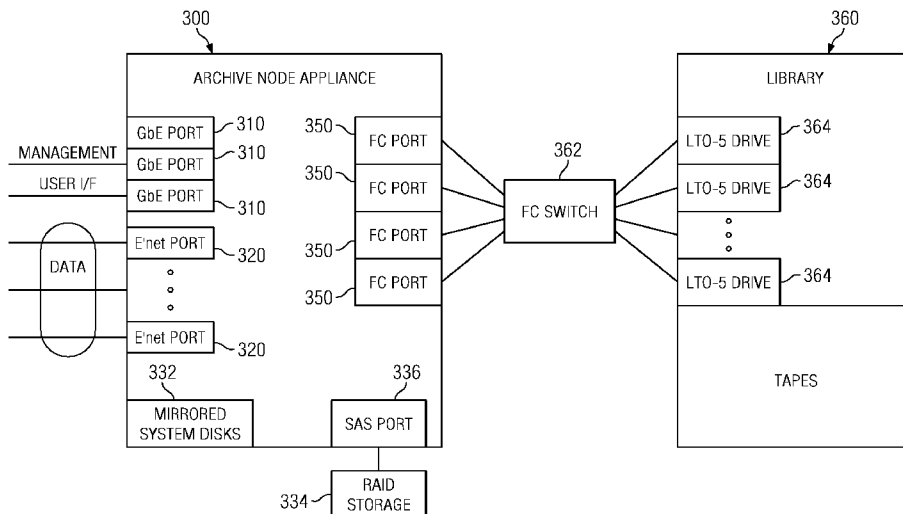 300
360
ARCHIVE NODE APPLIANCE
LIBRARY
GbE PORT
310
350
FC PORT
LTO-5 DRIVE
364
MANAGEMENT
GbE PORT
310
350
FC PORT
362
FC SWITCH
LTO-5 DRIVE
364
USER I/F
GbE PORT
310
E'net PORT
320
350
FC PORT
DATA
350
FC PORT
LTO-5 DRIVE
364
E'net PORT
320
332
336
TAPES
MIRRORED
SYSTEM DISKS
SAS PORT
334
RAID
STORAGE